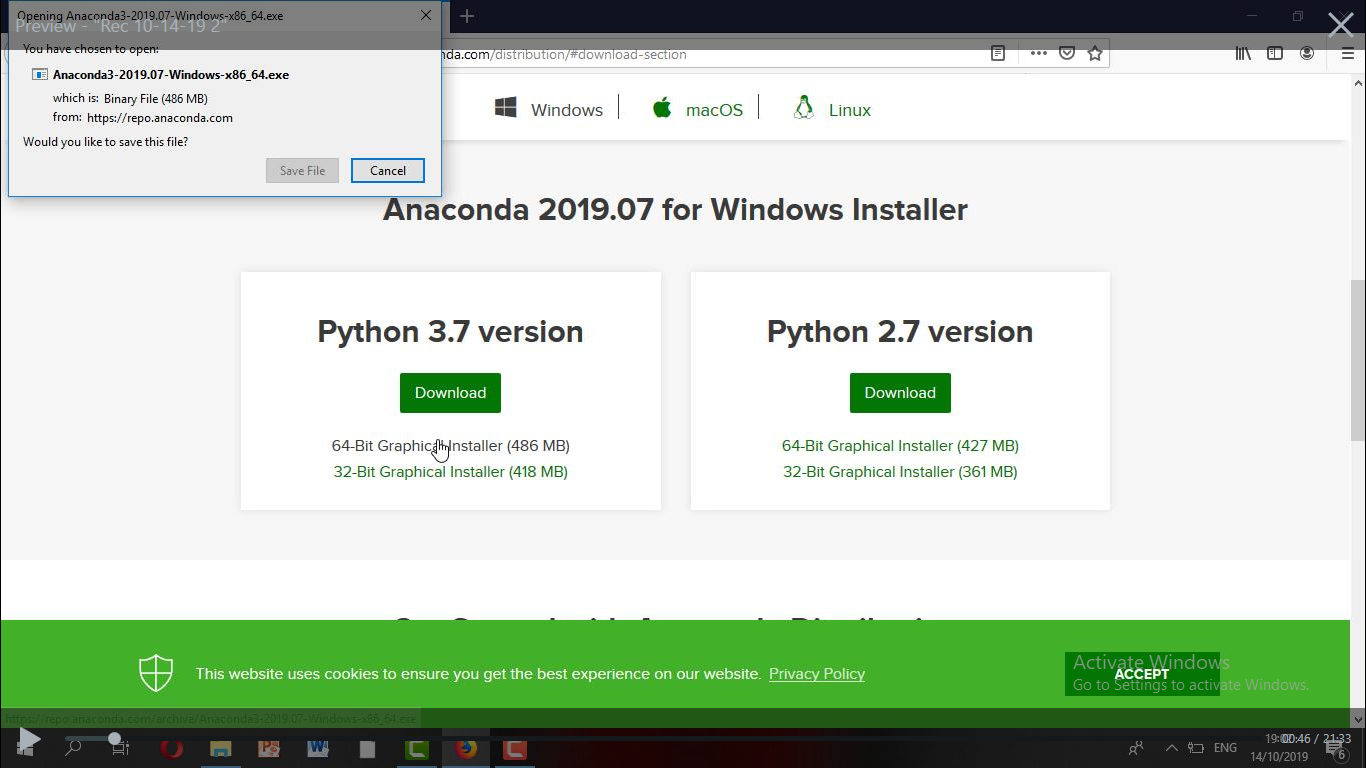 Opening Anaconda3-2019.07-Windows-x86_64.exe
Preview - "Rec 10-14-19 2"
You have chosen to open:
Anaconda3-2019.07-Windows-x86_64.exe
which is: Binary File (486 MB)
from: https://repo.anaconda.com
Would you like to save this file?
Save File
Cancel
da.com/distribution/#download-section
Windows
macOS
Linux
Anaconda 2019.07 for Windows Installer
Python 3.7 version
Download
64-Bit Graphical Installer (486 MB)
32-Bit Graphical Installer (418 MB)
Python 2.7 version
Download
64-Bit Graphical Installer (427 MB)
32-Bit Graphical Installer (361 MB)
This website uses cookies to ensure you get the best experience on our website. Privacy Policy
ACCEPT
Activate Windows
Go to Settings to activate Windows.
https://repo.anaconda.com/archive/Anaconda3-2019.07-Windows-x86_64.exe
ENG
00:46 / 21:33
14/10/2019
6